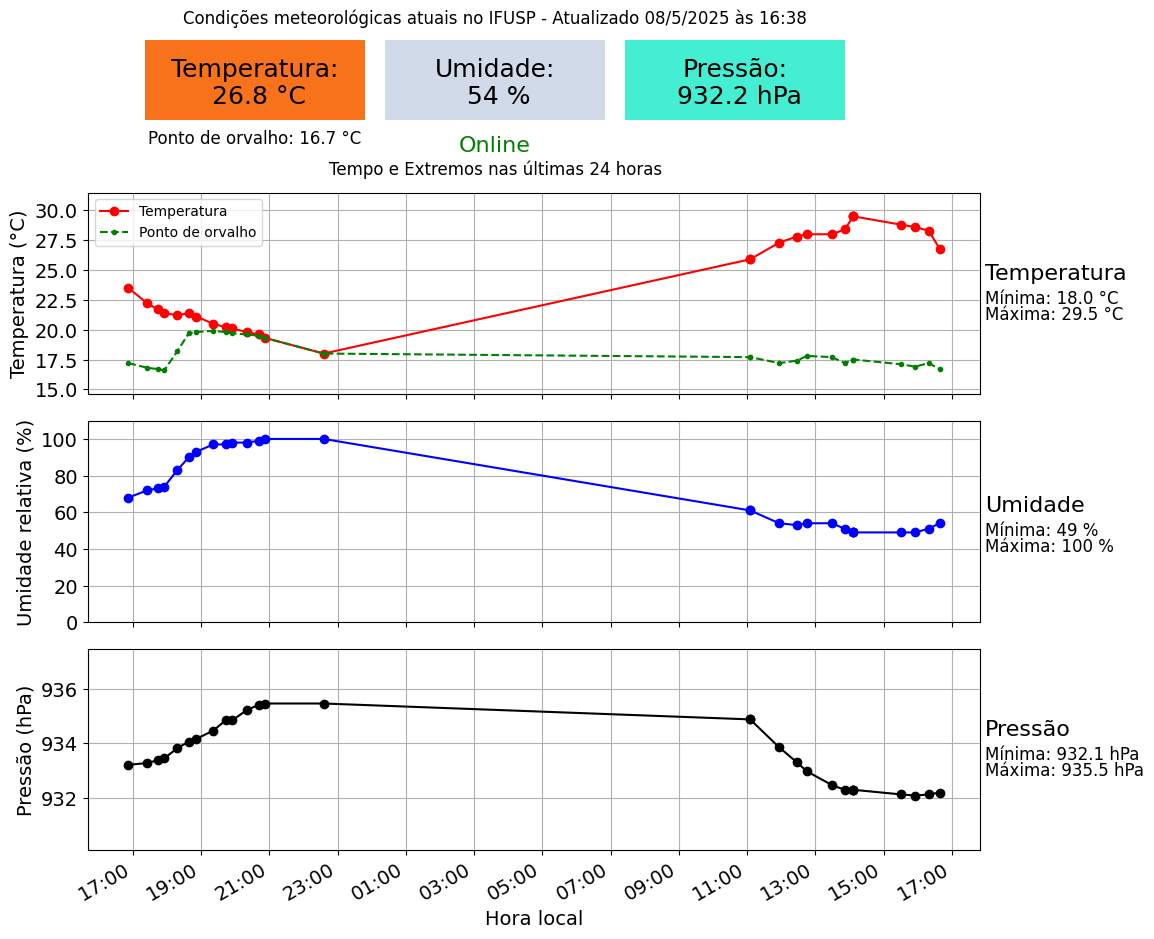 Condições meteorológicas atuais no IFUSP - Atualizado 08/5/2025 às 16:38
Temperatura:
26.8 °C
Umidade:
54 %
Pressão:
932.2 hPa
Ponto de orvalho: 16.7 °C
Online
Tempo e Extremos nas últimas 24 horas
Temperatura (°C)
30.0
27.5
25.0
22.5
20.0
17.5
15.0
Temperatura
Ponto de orvalho
Temperatura
Mínima: 18.0 °C
Máxima: 29.5 °C
Umidade relativa (%)
100
80
60
40
20
0
Umidade
Mínima: 49 %
Máxima: 100 %
Pressão (hPa)
936
934
932
Pressão
Mínima: 932.1 hPa
Máxima: 935.5 hPa
17:00 19:00 21:00 23:00 01:00 03:00 05:00 07:00 09:00 11:00 13:00 15:00 17:00
Hora local